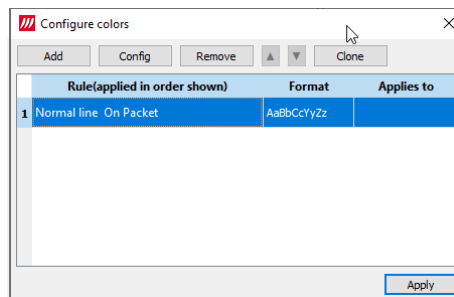 Configure colors
Add Config Remove Clone
Rule(applied in order shown) Format Applies to
1 Normal line On Packet AaBbCcYyZz
Apply